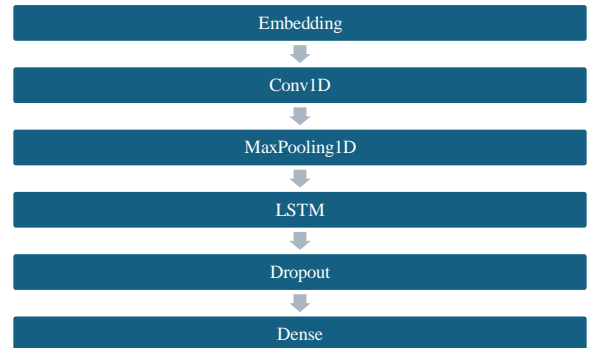 Embedding
Conv1D
MaxPooling1D
LSTM
Dropout
Dense